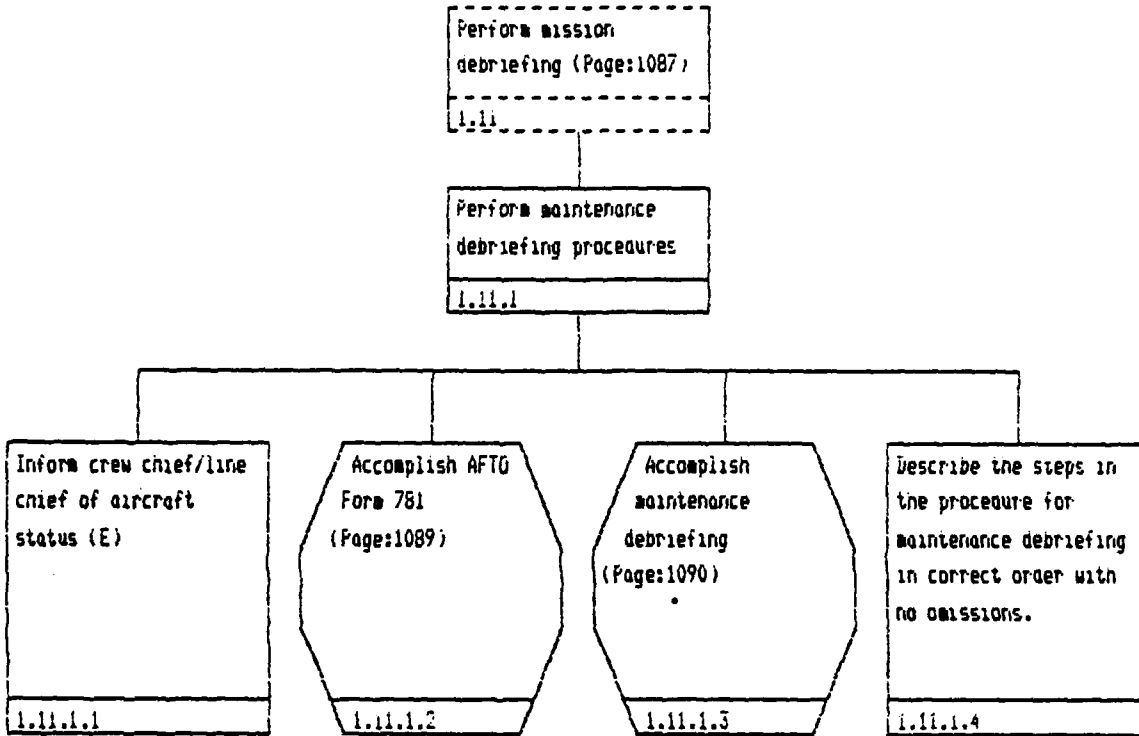 Perform mission
debriefing (Page:1087)
1.11
Perform maintenance
debriefing procedures
1.11.1
Inform crew chief/line
chief of aircraft
status (E)
1.11.1.1
Accomplish AFTO
Form 781
(Page:1089)
1.11.1.2
Accomplish
maintenance
debriefing
(Page:1090)
1.11.1.3
Describe the steps in
the procedure for
maintenance debriefing
in correct order with
no omissions.
1.11.1.4